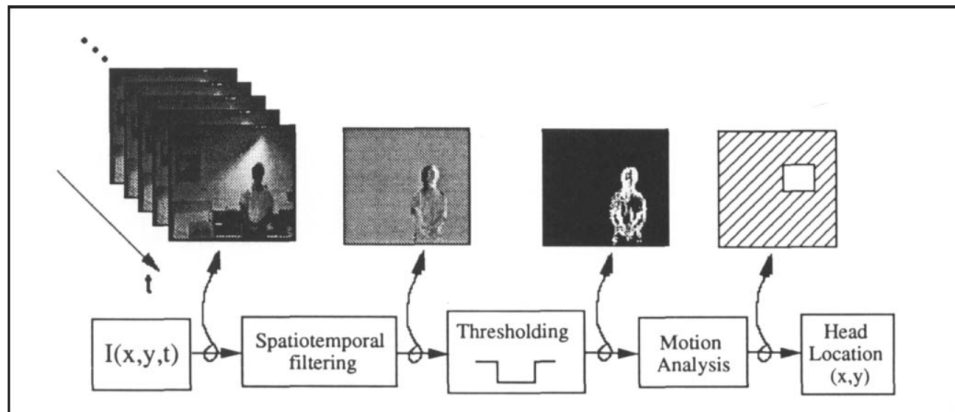 t
I(x,y,t)
Spatiotemporal
filtering
Thresholding
Motion
Analysis
Head
Location
(x,y)